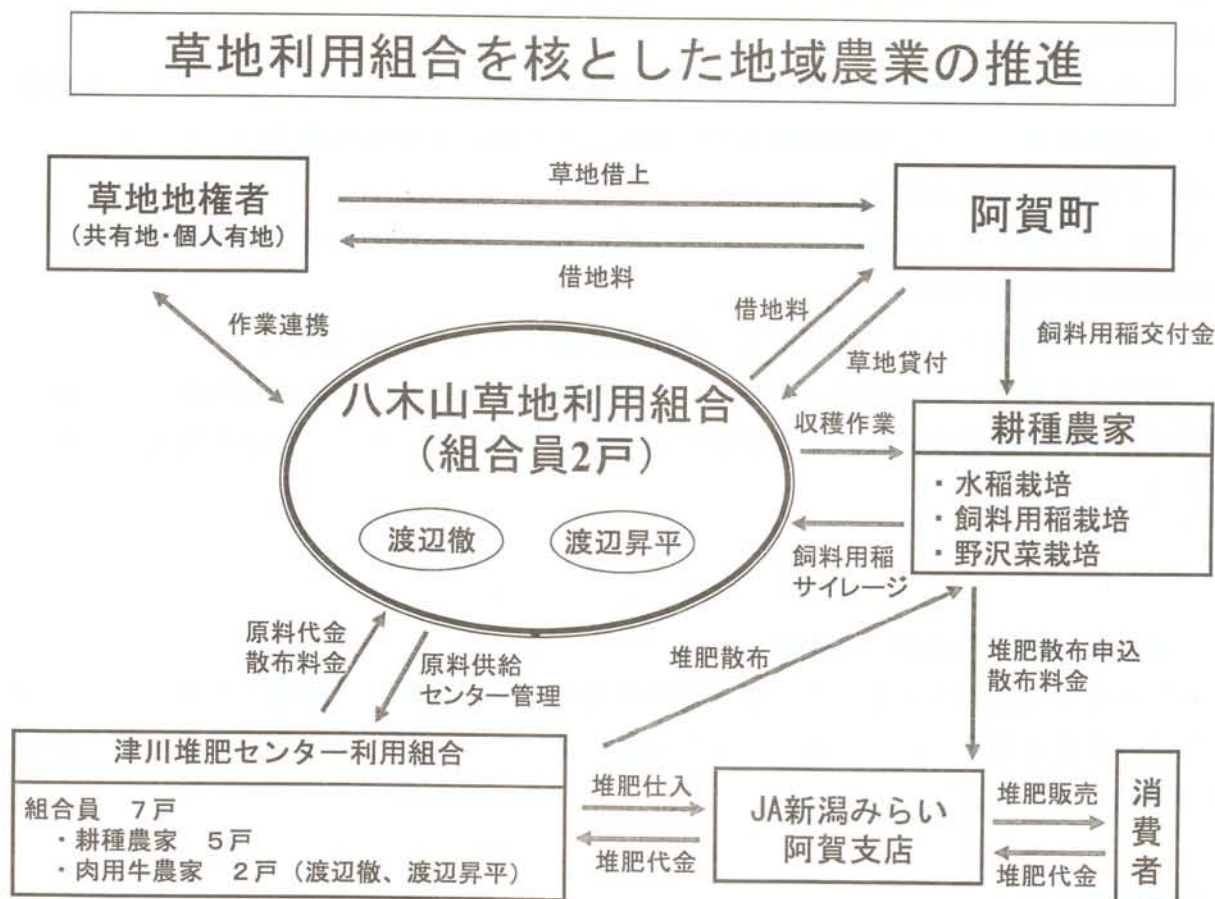 草地利用組合を核とした地域農業の推進
草地地権者
(共有地・個人有地)
草地借上
借地料
阿賀町
作業連携
借地料
草地貸付
飼料用稲交付金
八木山草地利用組合
（組合員2戸）
渡辺徹
渡辺昇平
収穫作業
飼料用稲
サイレージ
耕種農家
・水稲栽培
・飼料用稲栽培
・野沢菜栽培
原料代金
散布料金
原料供給
センター管理
堆肥散布
堆肥散布申込
散布料金
津川堆肥センター利用組合
組合員　７戸
・耕種農家　５戸
・肉用牛農家　２戸（渡辺徹、渡辺昇平）
堆肥仕入
堆肥代金
JA新潟みらい
阿賀支店
堆肥販売
堆肥代金
消費者